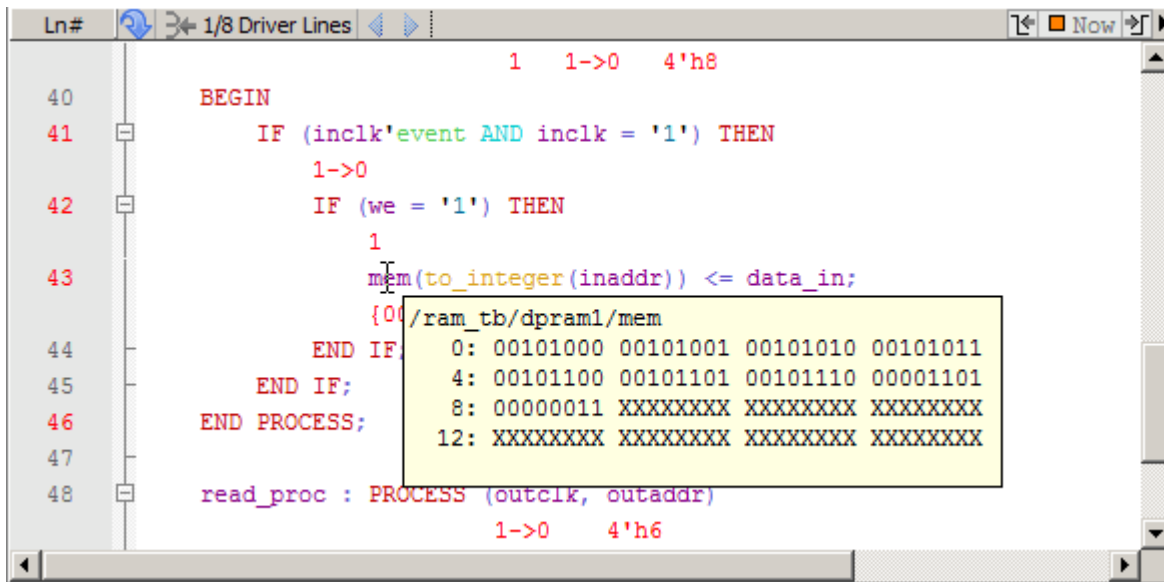 Ln# 1/8 Driver Lines Now
1 1->0 4'h8
40 BEGIN
41 IF (inclk'event AND inclk = '1') THEN
1->0
42 IF (we = '1') THEN
1
43 mem(to_integer(inaddr)) <= data_in;
{00
/ram_tb/dpram1/mem
0: 00101000 00101001 00101010 00101011
44 END IF;
4: 00101100 00101101 00101110 00001101
45 END IF;
8: 00000011 XXXXXXXX XXXXXXXX XXXXXXXX
46 END PROCESS;
12: XXXXXXXX XXXXXXXX XXXXXXXX XXXXXXXX
47
48 read_proc : PROCESS (outclk, outaddr)
1->0 4'h6